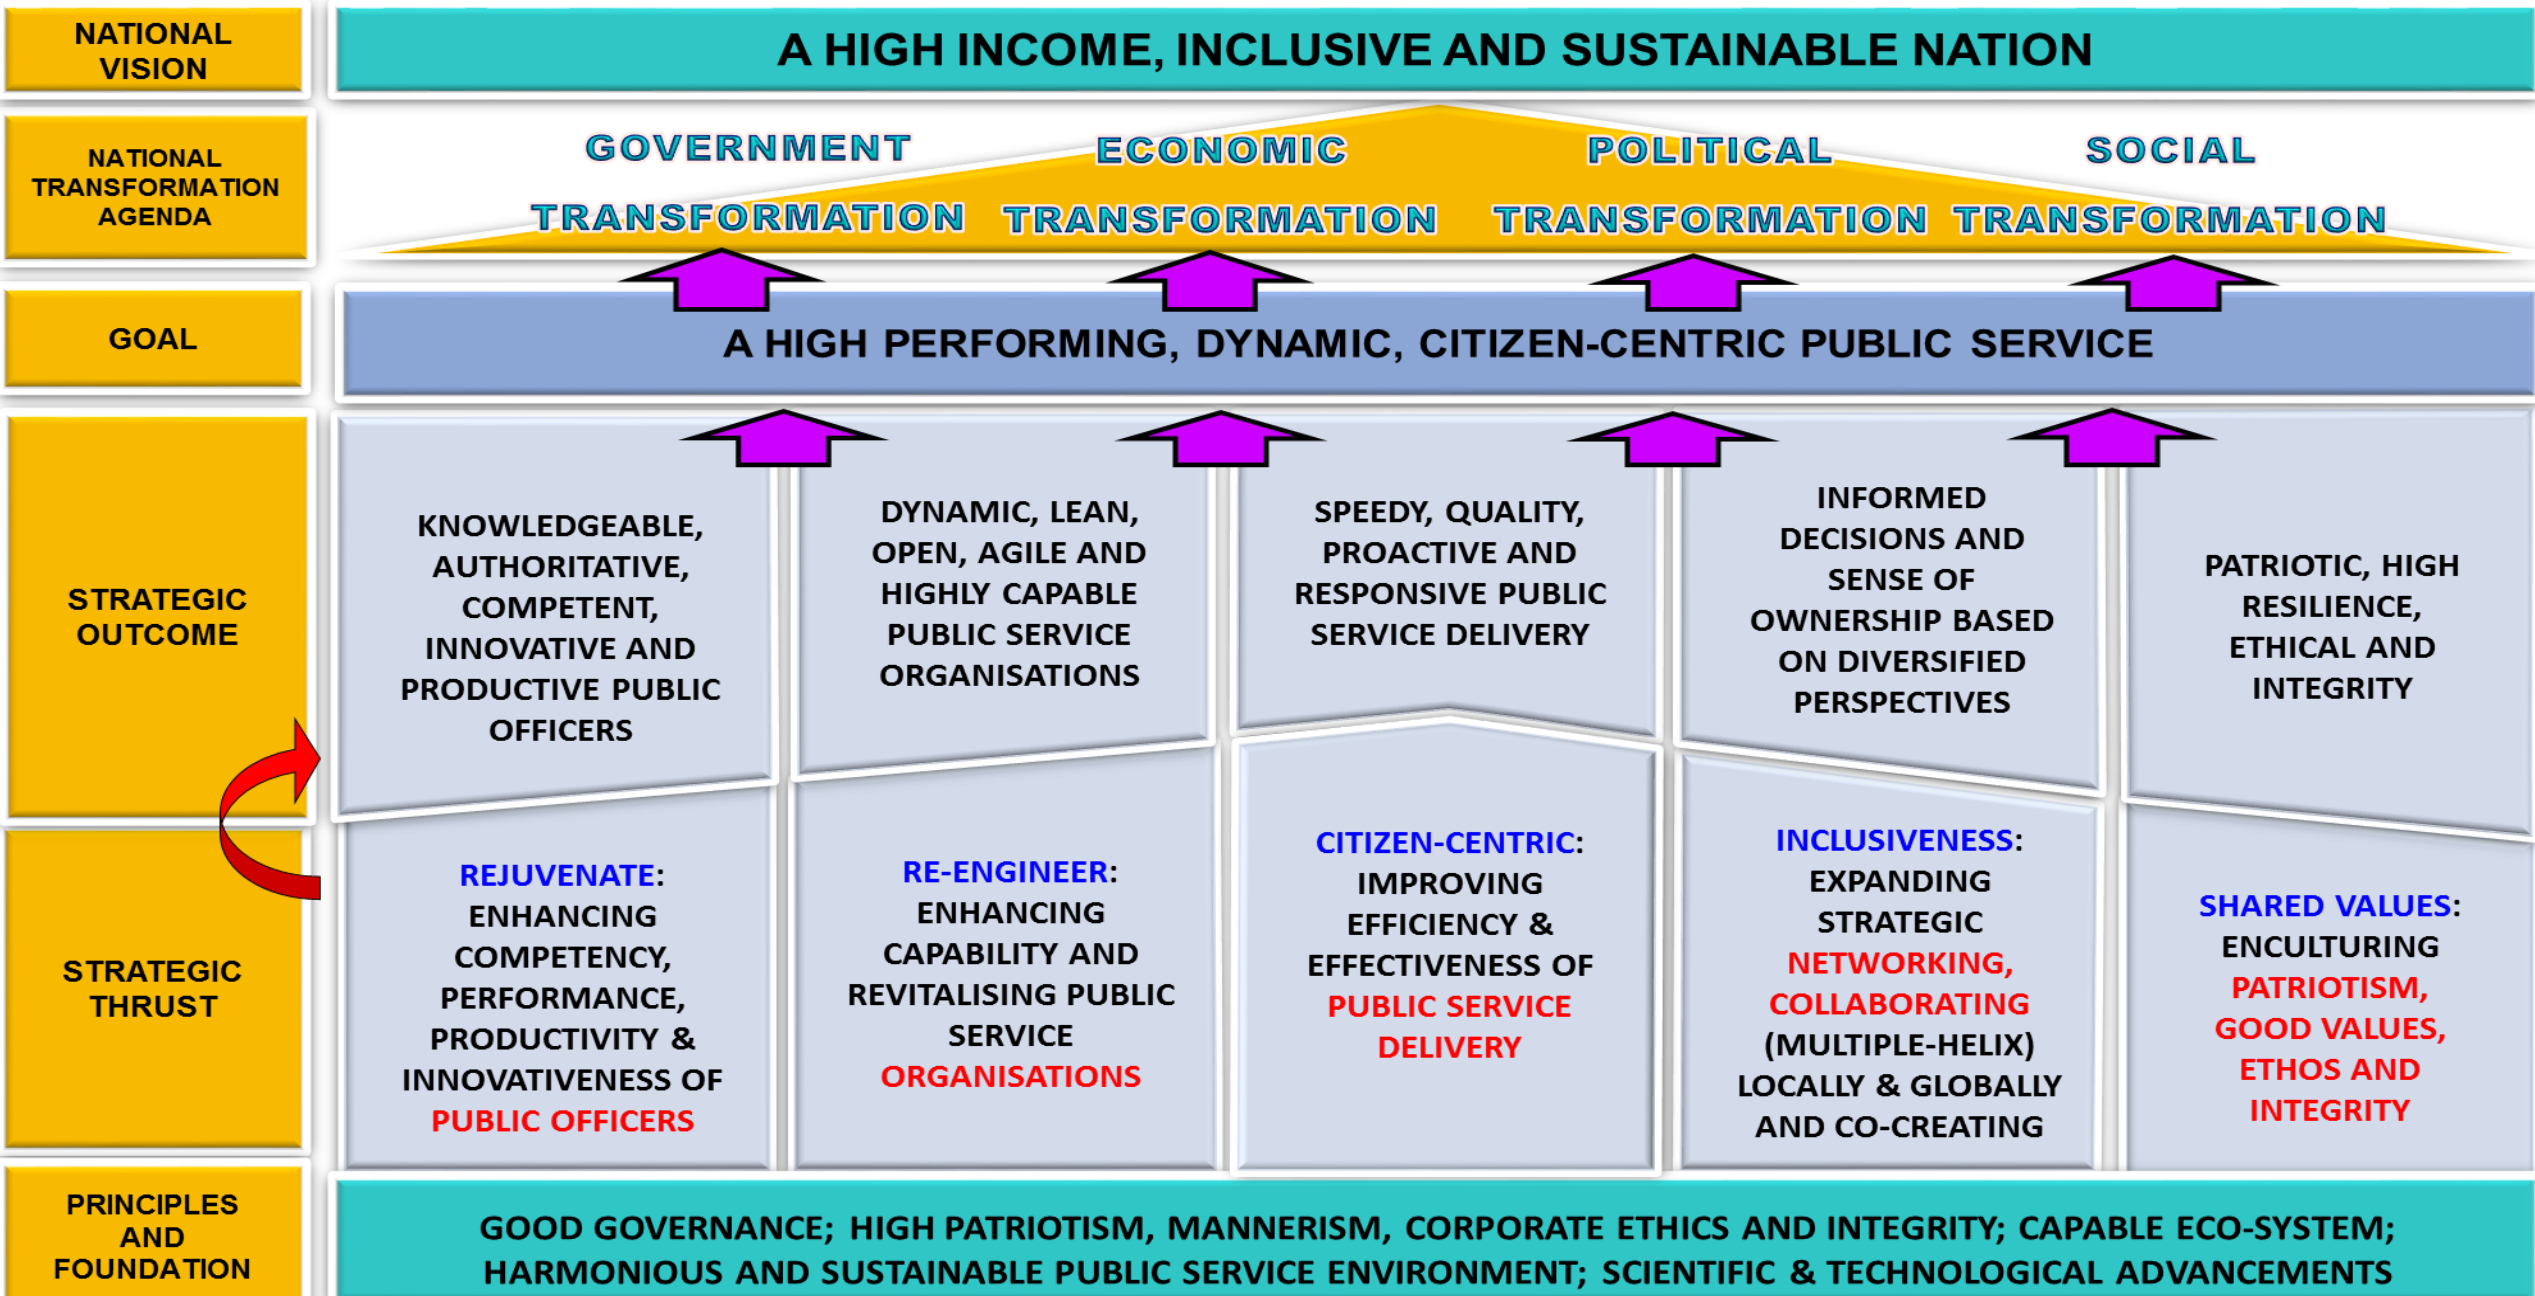 NATIONAL
VISION
A HIGH INCOME, INCLUSIVE AND SUSTAINABLE NATION
NATIONAL
TRANSFORMATION
AGENDA
GOVERNMENT
TRANSFORMATION
ECONOMIC
TRANSFORMATION
POLITICAL
TRANSFORMATION
SOCIAL
TRANSFORMATION
GOAL
A HIGH PERFORMING, DYNAMIC, CITIZEN-CENTRIC PUBLIC SERVICE
STRATEGIC
OUTCOME
KNOWLEDGEABLE,
AUTHORITATIVE,
COMPETENT,
INNOVATIVE AND
PRODUCTIVE PUBLIC
OFFICERS
DYNAMIC, LEAN,
OPEN, AGILE AND
HIGHLY CAPABLE
PUBLIC SERVICE
ORGANISATIONS
SPEEDY, QUALITY,
PROACTIVE AND
RESPONSIVE PUBLIC
SERVICE DELIVERY
INFORMED
DECISIONS AND
SENSE OF
OWNERSHIP BASED
ON DIVERSIFIED
PERSPECTIVES
PATRIOTIC, HIGH
RESILIENCE,
ETHICAL AND
INTEGRITY
STRATEGIC
THRUST
REJUVENATE:
ENHANCING
COMPETENCY,
PERFORMANCE,
PRODUCTIVITY &
INNOVATIVENESS OF
PUBLIC OFFICERS
RE-ENGINEER:
ENHANCING
CAPABILITY AND
REVITALISING PUBLIC
SERVICE
ORGANISATIONS
CITIZEN-CENTRIC:
IMPROVING
EFFICIENCY &
EFFECTIVENESS OF
PUBLIC SERVICE
DELIVERY
INCLUSIVENESS:
EXPANDING
STRATEGIC
NETWORKING,
COLLABORATING
(MULTIPLE-HELIX)
LOCALLY & GLOBALLY
AND CO-CREATING
SHARED VALUES:
ENCULTURING
PATRIOTISM,
GOOD VALUES,
ETHOS AND
INTEGRITY
PRINCIPLES
AND
FOUNDATION
GOOD GOVERNANCE; HIGH PATRIOTISM, MANNERISM, CORPORATE ETHICS AND INTEGRITY; CAPABLE ECO-SYSTEM;
HARMONIOUS AND SUSTAINABLE PUBLIC SERVICE ENVIRONMENT; SCIENTIFIC & TECHNOLOGICAL ADVANCEMENTS